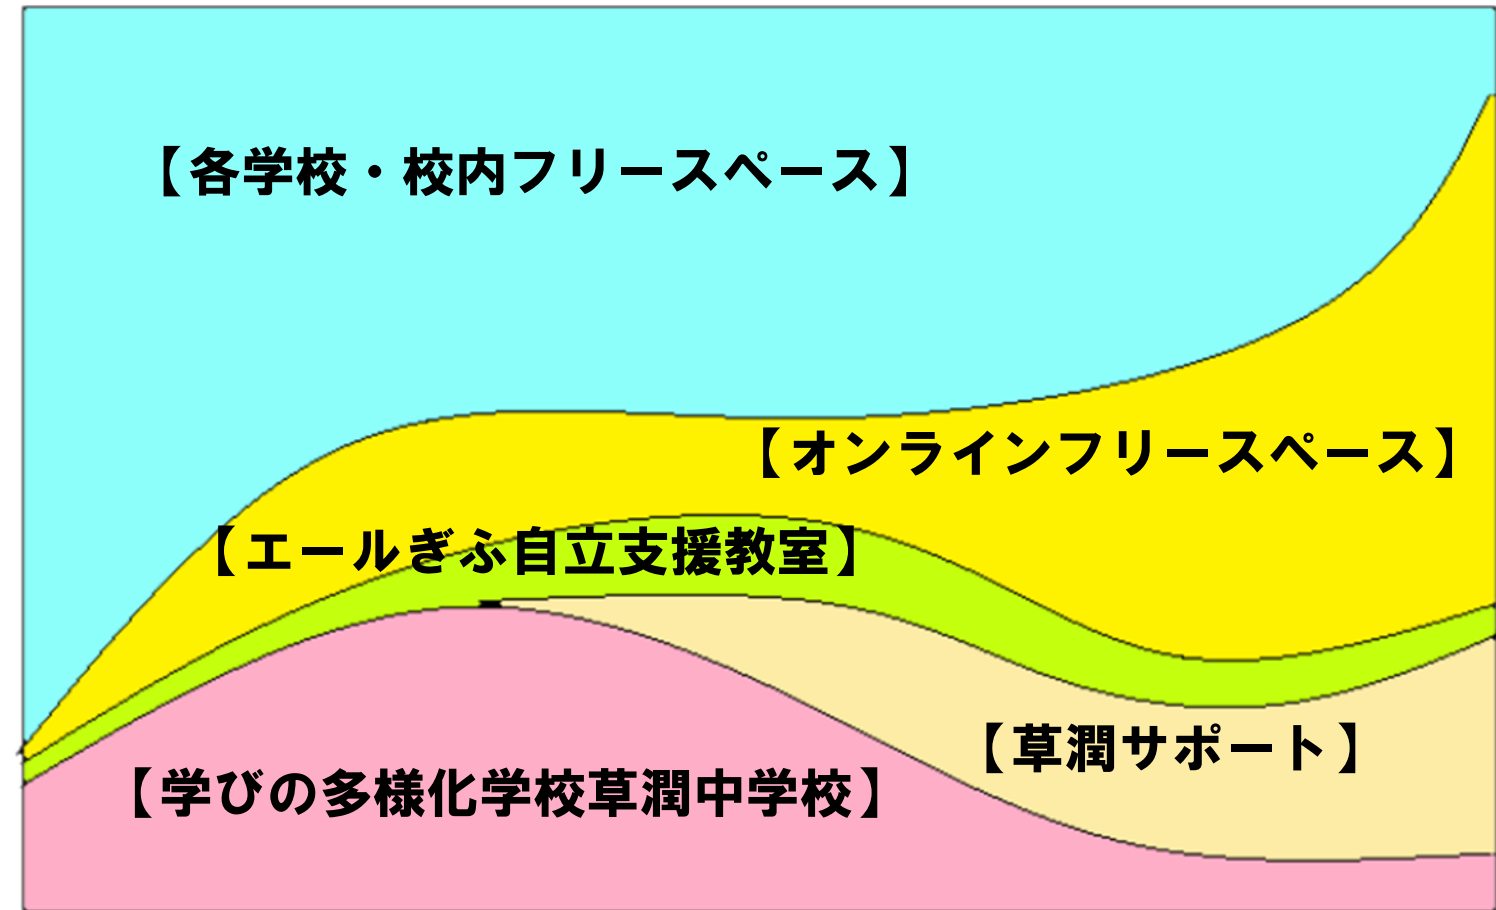 【各学校・校内フリースペース】
【オンラインフリースペース】
【エールぎふ自立支援教室】
【草潤サポート】
【学びの多様化学校草潤中学校】